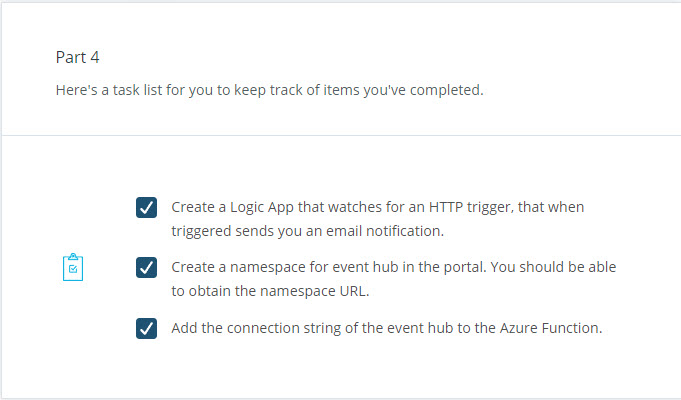 Part 4
Here's a task list for you to keep track of items you've completed.
Create a Logic App that watches for an HTTP trigger, that when
triggered sends you an email notification.
Create a namespace for event hub in the portal. You should be able
to obtain the namespace URL.
Add the connection string of the event hub to the Azure Function.